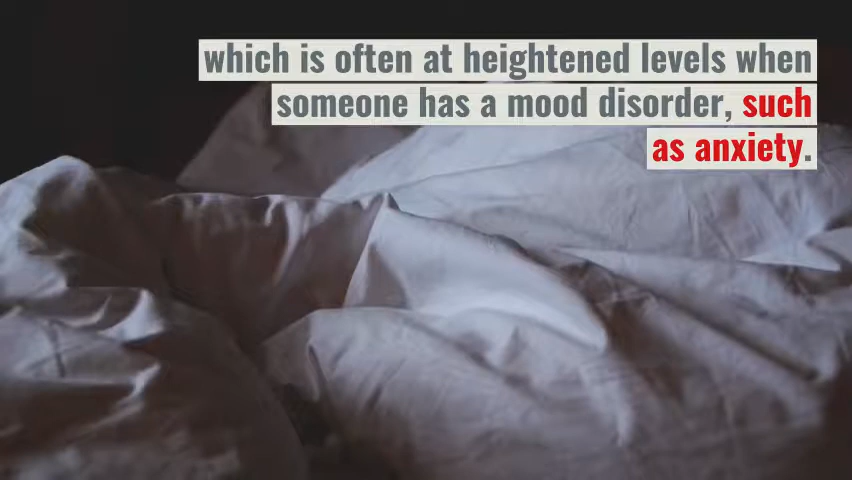 which is often at heightened levels when
someone has a mood disorder, such
as anxiety.